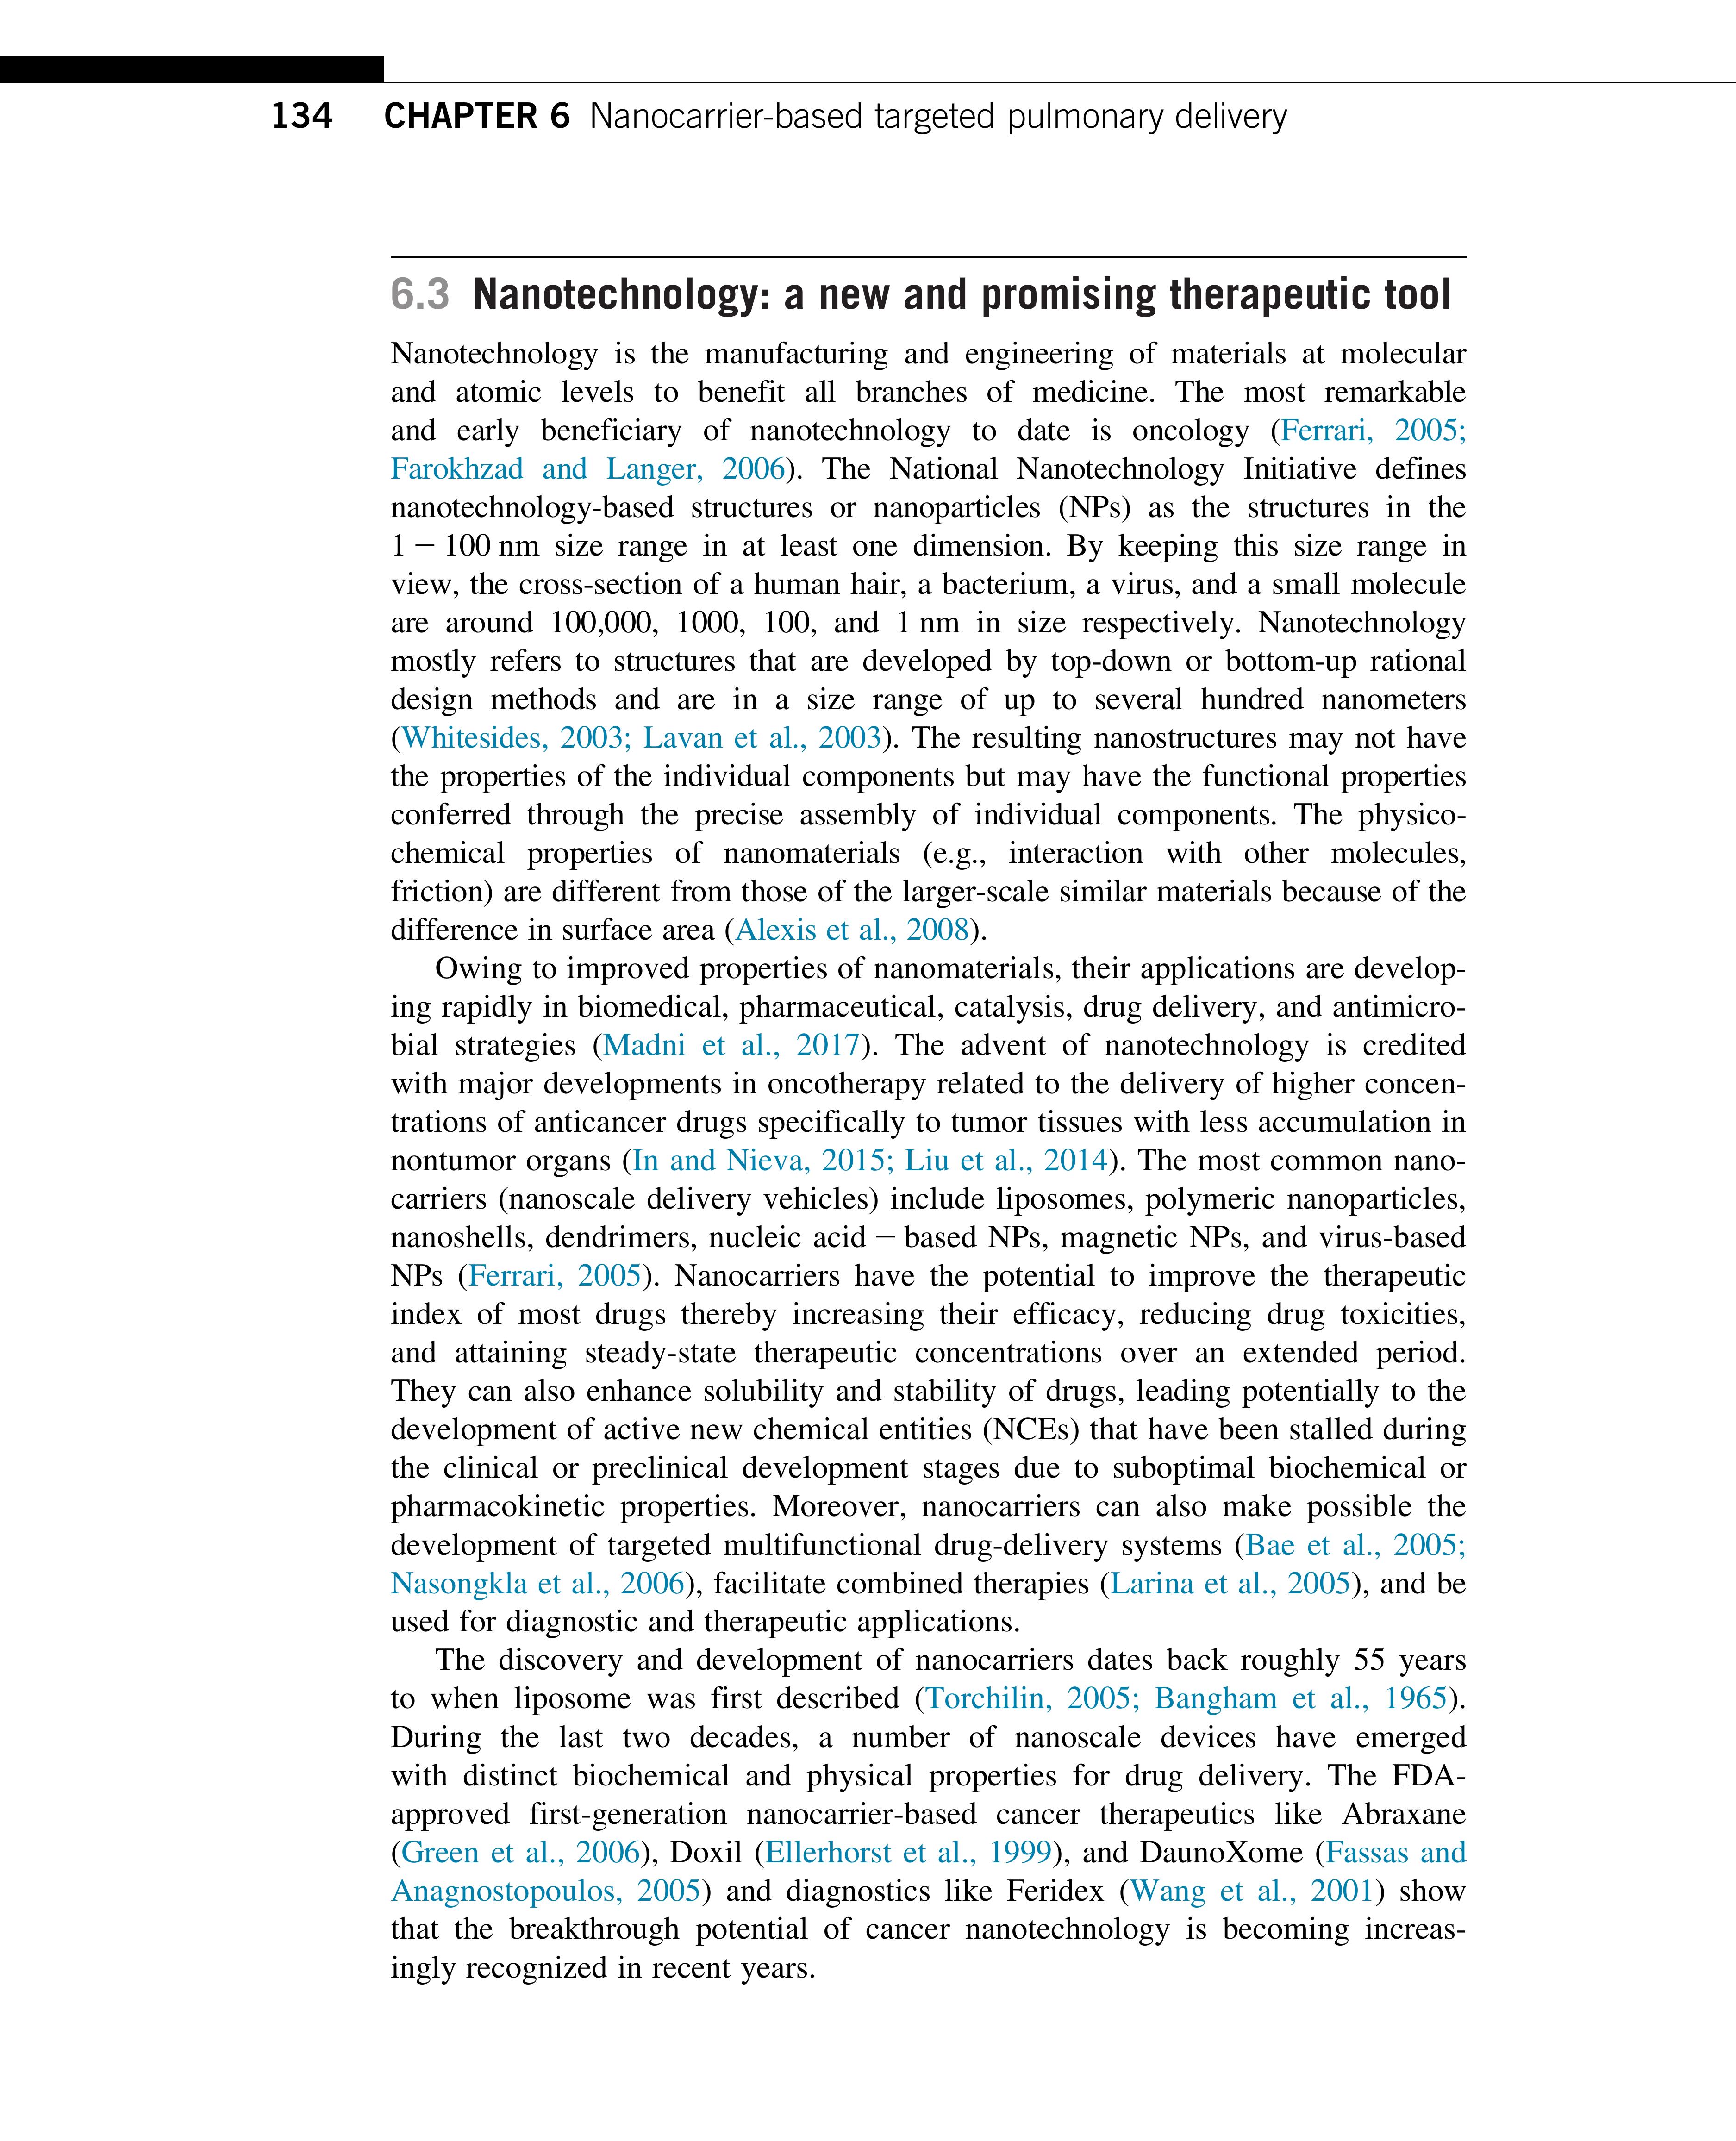 134 CHAPTER 6 Nanocarrier-based targeted pulmonary delivery
6.3 Nanotechnology: a new and promising therapeutic tool
Nanotechnology is the manufacturing and engineering of materials at molecular
and atomic levels to benefit all branches of medicine. The most remarkable
and early beneficiary of nanotechnology to date is oncology (Ferrari, 2005;
Farokhzad and Langer, 2006). The National Nanotechnology Initiative defines
nanotechnology-based structures or nanoparticles (NPs) as the structures in the
1 − 100 nm size range in at least one dimension. By keeping this size range in
view, the cross-section of a human hair, a bacterium, a virus, and a small molecule
are around 100,000, 1000, 100, and 1 nm in size respectively. Nanotechnology
mostly refers to structures that are developed by top-down or bottom-up rational
design methods and are in a size range of up to several hundred nanometers
(Whitesides, 2003; Lavan et al., 2003). The resulting nanostructures may not have
the properties of the individual components but may have the functional properties
conferred through the precise assembly of individual components. The physico-
chemical properties of nanomaterials (e.g., interaction with other molecules,
friction) are different from those of the larger-scale similar materials because of the
difference in surface area (Alexis et al., 2008).
Owing to improved properties of nanomaterials, their applications are develop-
ing rapidly in biomedical, pharmaceutical, catalysis, drug delivery, and antimicro-
bial strategies (Madni et al., 2017). The advent of nanotechnology is credited
with major developments in oncotherapy related to the delivery of higher concen-
trations of anticancer drugs specifically to tumor tissues with less accumulation in
nontumor organs (In and Nieva, 2015; Liu et al., 2014). The most common nano-
carriers (nanoscale delivery vehicles) include liposomes, polymeric nanoparticles,
nanoshells, dendrimers, nucleic acid − based NPs, magnetic NPs, and virus-based
NPs (Ferrari, 2005). Nanocarriers have the potential to improve the therapeutic
index of most drugs thereby increasing their efficacy, reducing drug toxicities,
and attaining steady-state therapeutic concentrations over an extended period.
They can also enhance solubility and stability of drugs, leading potentially to the
development of active new chemical entities (NCEs) that have been stalled during
the clinical or preclinical development stages due to suboptimal biochemical or
pharmacokinetic properties. Moreover, nanocarriers can also make possible the
development of targeted multifunctional drug-delivery systems (Bae et al., 2005;
Nasongkla et al., 2006), facilitate combined therapies (Larina et al., 2005), and be
used for diagnostic and therapeutic applications.
The discovery and development of nanocarriers dates back roughly 55 years
to when liposome was first described (Torchilin, 2005; Bangham et al., 1965).
During the last two decades, a number of nanoscale devices have emerged
with distinct biochemical and physical properties for drug delivery. The FDA-
approved first-generation nanocarrier-based cancer therapeutics like Abraxane
(Green et al., 2006), Doxil (Ellerhorst et al., 1999), and DaunoXome (Fassas and
Anagnostopoulos, 2005) and diagnostics like Feridex (Wang et al., 2001) show
that the breakthrough potential of cancer nanotechnology is becoming increas-
ingly recognized in recent years.